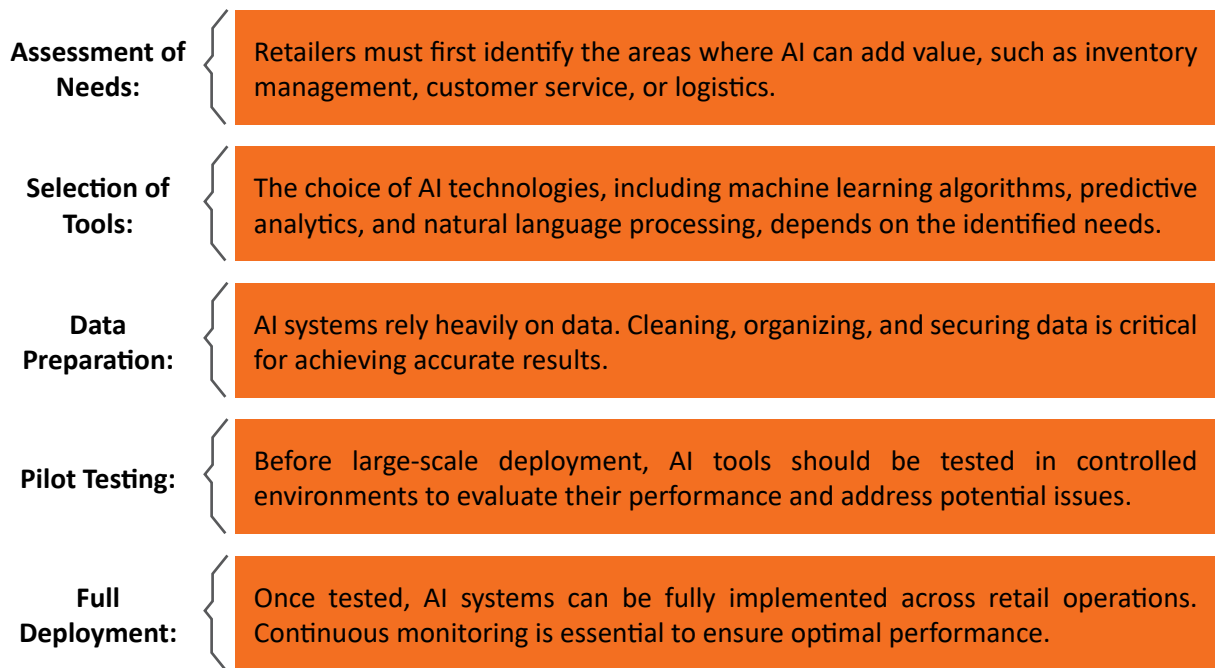 Assessment of
Needs:
Retailers must first identify the areas where AI can add value, such as inventory
management, customer service, or logistics.
Selection of
Tools:
The choice of AI technologies, including machine learning algorithms, predictive
analytics, and natural language processing, depends on the identified needs.
Data
Preparation:
AI systems rely heavily on data. Cleaning, organizing, and securing data is critical
for achieving accurate results.
Pilot Testing:
Before large-scale deployment, AI tools should be tested in controlled
environments to evaluate their performance and address potential issues.
Full
Deployment:
Once tested, AI systems can be fully implemented across retail operations.
Continuous monitoring is essential to ensure optimal performance.